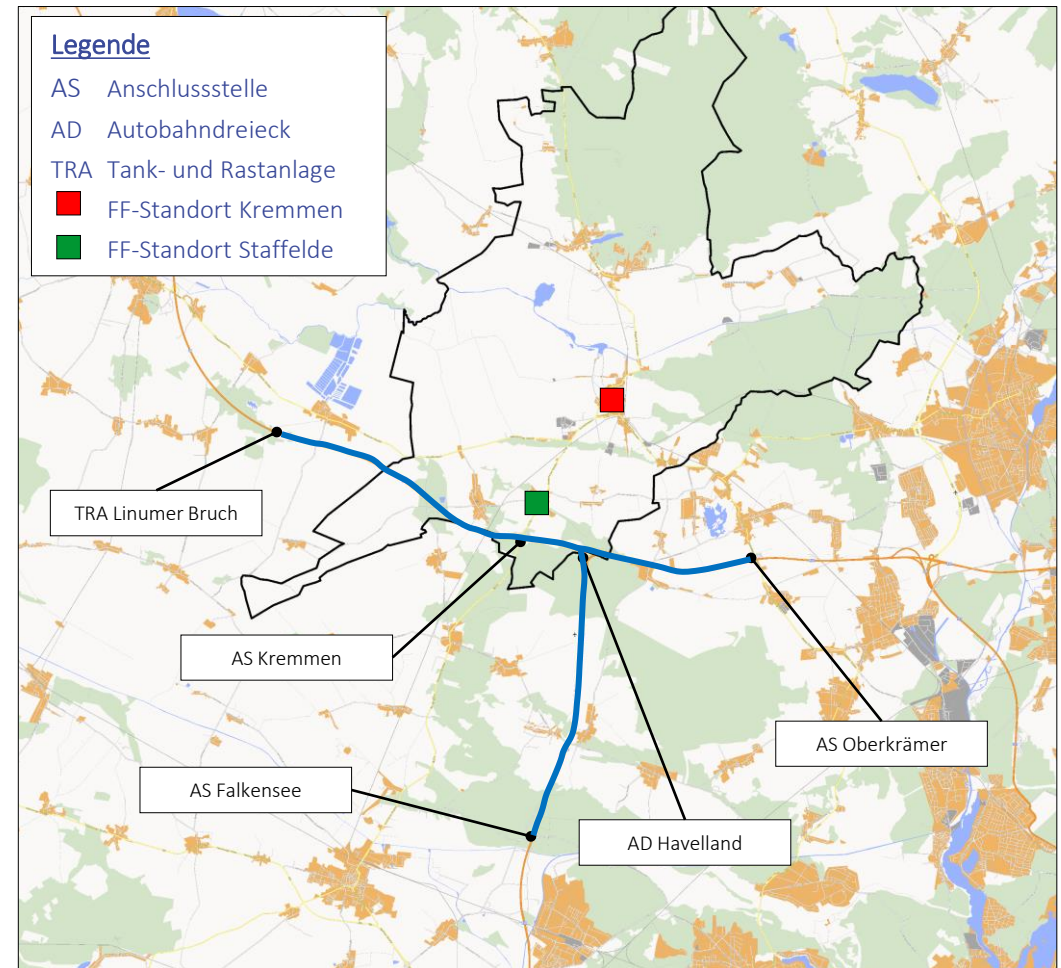 Legende
AS Anschlussstelle
AD Autobahndreieck
TRA Tank- und Rastanlage
FF-Standort Kremmen
FF-Standort Staffelde
TRA Linumer Bruch
AS Kremmen
AS Oberkrämer
AS Falkensee
AD Havelland